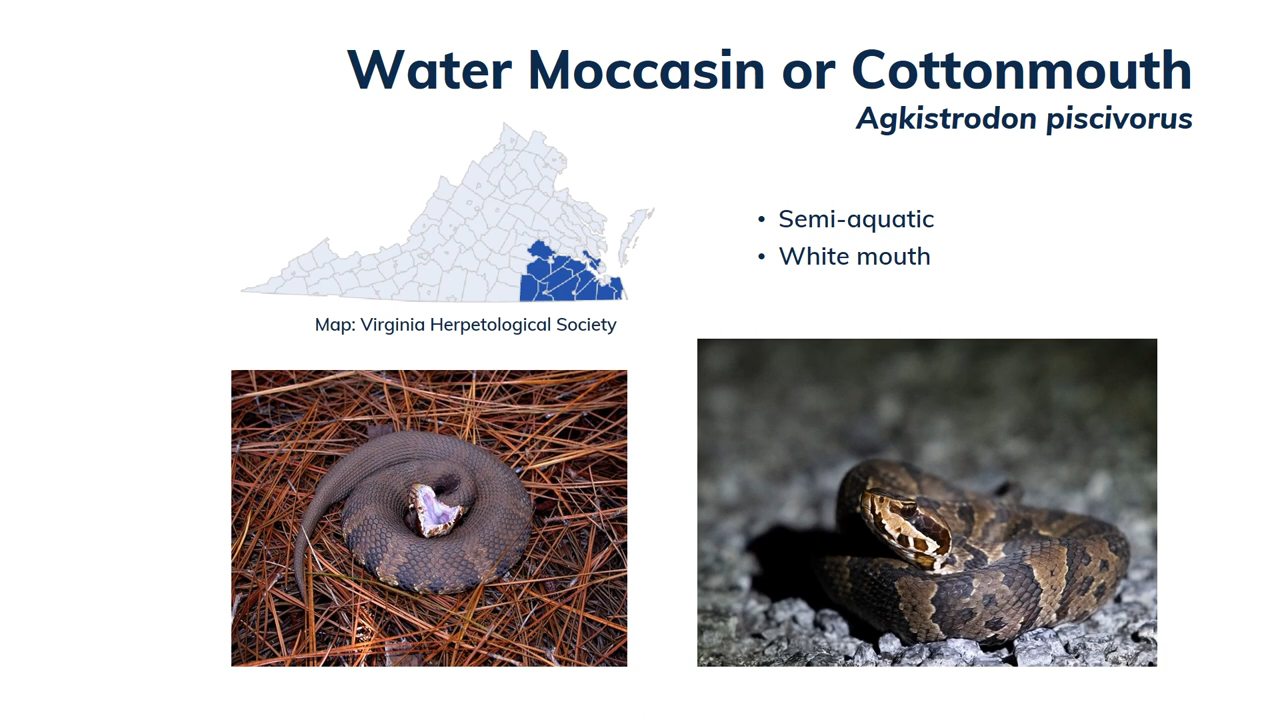 Water Moccasin or Cottonmouth
Agkistrodon piscivorus
• Semi-aquatic
• White mouth
Map: Virginia Herpetological Society